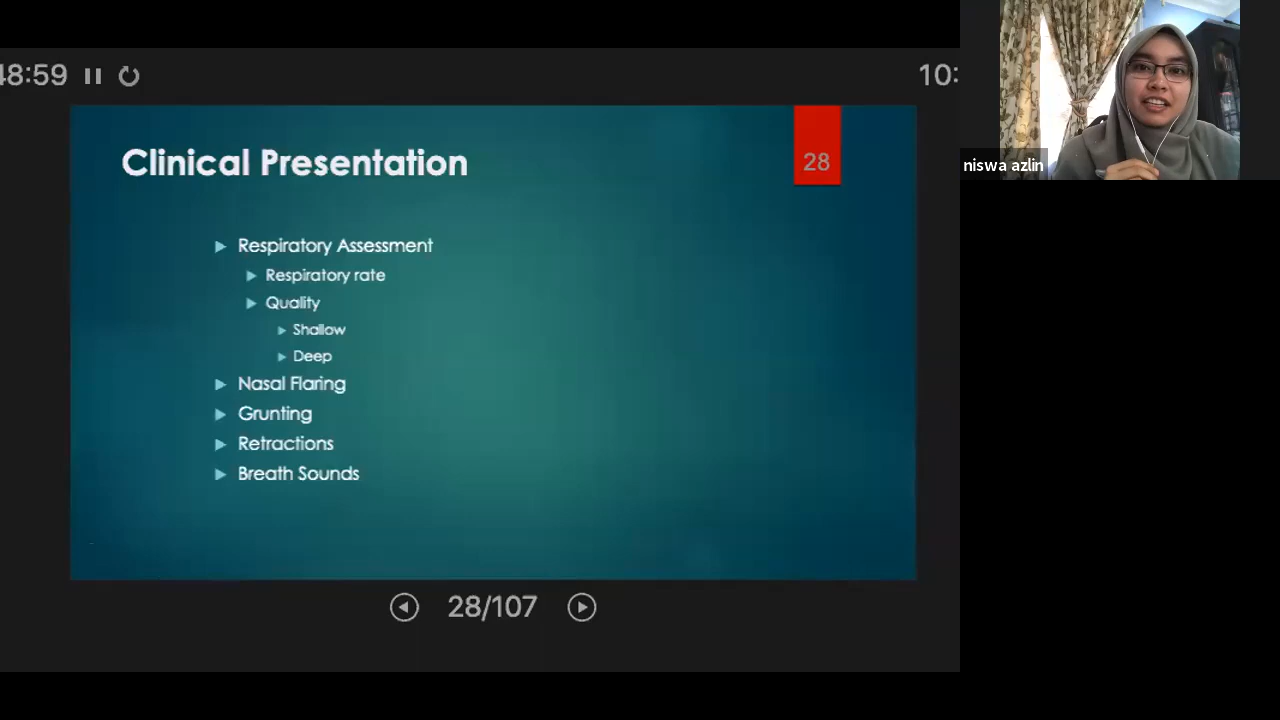 48:59
10:
Clinical Presentation
28
Respiratory Assessment
Respiratory rate
Quality
Shallow
Deep
Nasal Flaring
Grunting
Retractions
Breath Sounds
28/107
niswa azlin